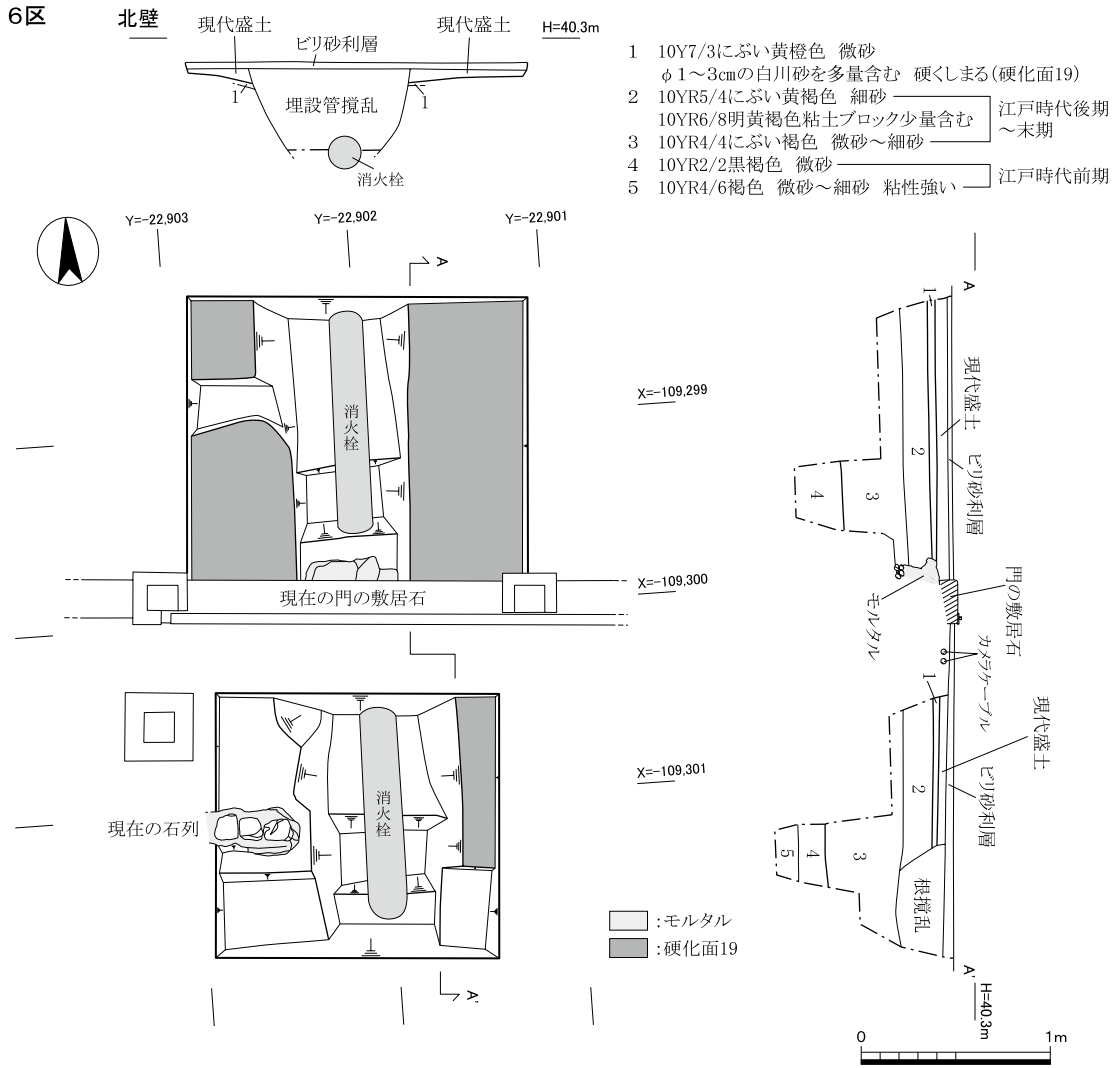 6区
北壁
現代盛土
ビリ砂利層
現代盛土
H=40.3m
1
1
埋設管撹乱
消火栓
1 10Y7/3にぶい黄橙色 微砂
φ1～3㎝の白川砂を多量含む 硬くしまる(硬化面19)
2 10YR5/4にぶい黄褐色 細砂
10YR6/8明黄褐色粘土ブロック少量含む
3 10YR4/4にぶい褐色 微砂～細砂
江戸時代後期
～末期
4 10YR2/2黒褐色 微砂
5 10YR4/6褐色 微砂～細砂 粘性強い
江戸時代前期
Y=-22,903
Y=-22,902
Y=-22,901
A
消火栓
X=-109,299
X=-109,300
現在の門の敷居石
現在の石列
消火栓
X=-109,301
A'
:モルタル
:硬化面19
A
1
現代盛土
ビリ砂利層
2
3
4
モルタル
門の敷居石
カメラケーブル
1
現代盛土
ビリ砂利層
2
3
4
5
根撹乱
A'
H=40.3m
0
1m